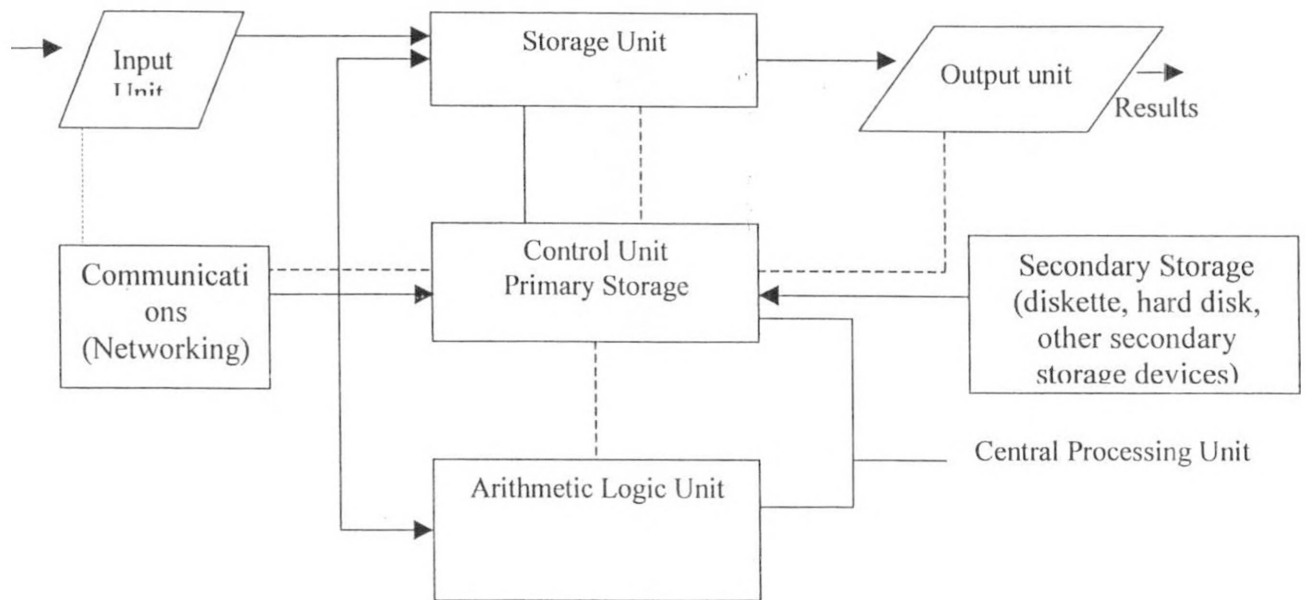 Input
Unit
Storage Unit
Output unit
Results
Communicati
ons
(Networking)
Control Unit
Primary Storage
Secondary Storage
(diskette, hard disk,
other secondary
storage devices)
Central Processing Unit
Arithmetic Logic Unit